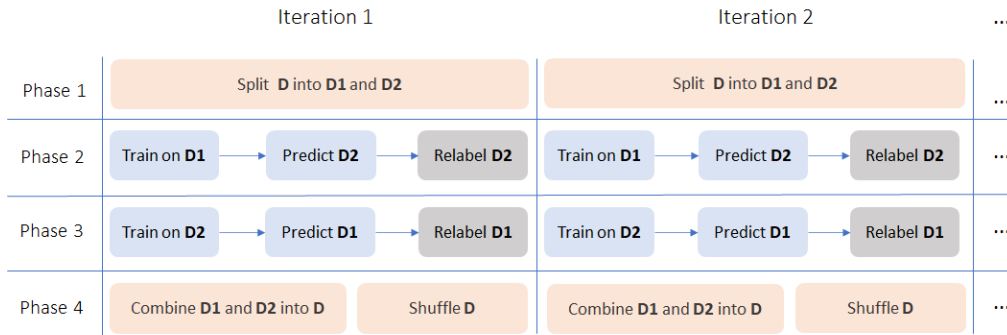 Iteration 1 Iteration 2 ...
Phase 1 Split D into D1 and D2 Split D into D1 and D2 ...
Phase 2 Train on D1 Predict D2 Relabel D2 Train on D1 Predict D2 Relabel D2 ...
Phase 3 Train on D2 Predict D1 Relabel D1 Train on D2 Predict D1 Relabel D1 ...
Phase 4 Combine D1 and D2 into D Shuffle D Combine D1 and D2 into D Shuffle D ...